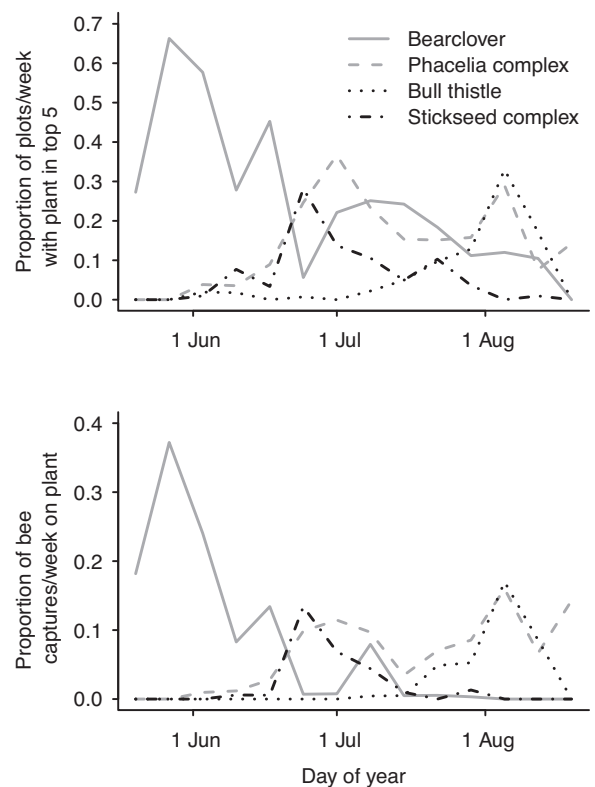 Proportion of plots/week
with plant in top 5
0.7
0.6
0.5
0.4
0.3
0.2
0.1
0.0
Bearclover
Phacelia complex
Bull thistle
Stickseed complex
1 Jun
1 Jul
1 Aug
Proportion of bee
captures/week on plant
0.4
0.3
0.2
0.1
0.0
1 Jun
1 Jul
1 Aug
Day of year